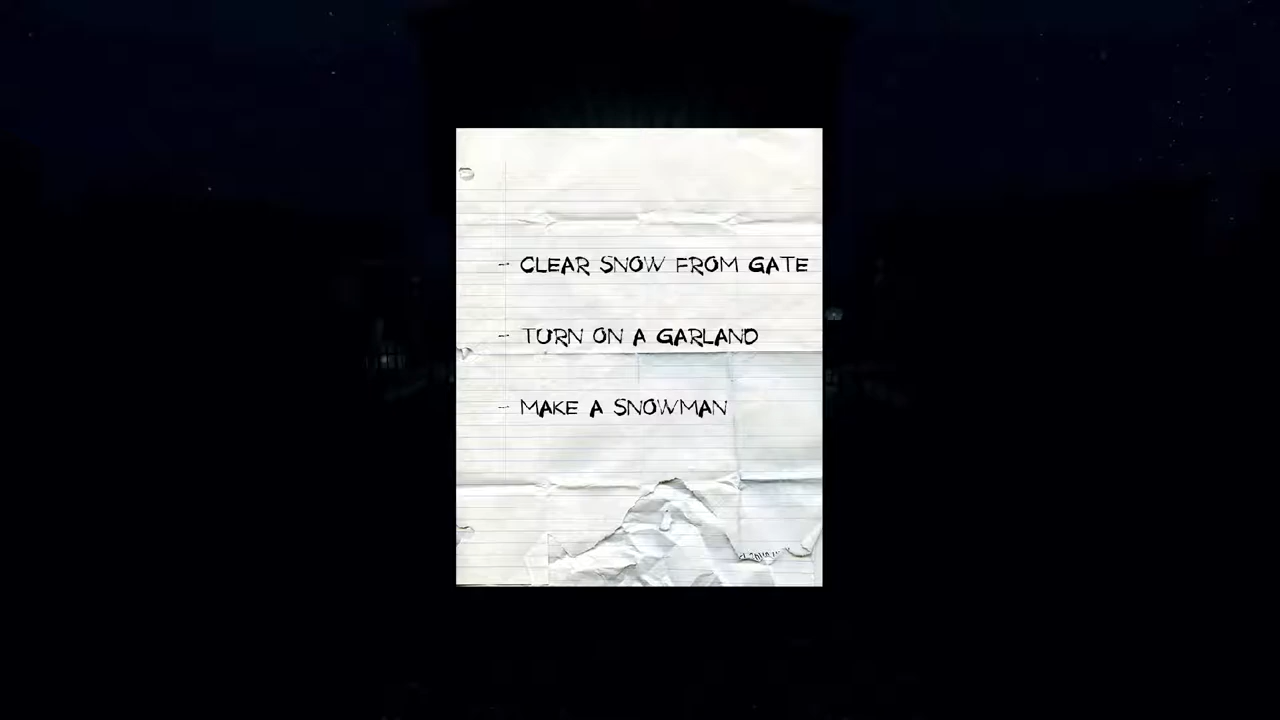 - CLEAR SNOW FROM GATE
- TURN ON A GARLAND
- MAKE A SNOWMAN